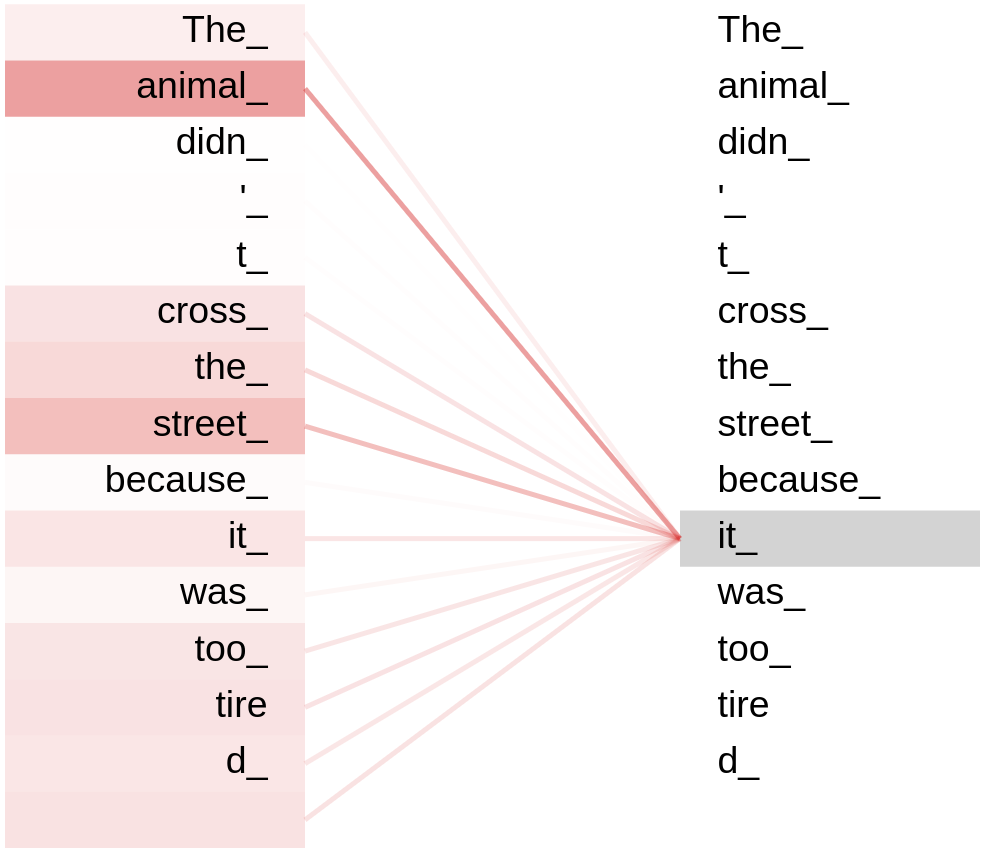 The_ The_
animal_ animal_
didn_ didn_
'_ '_
t_ t_
cross_ cross_
the_ the_
street_ street_
because_ because_
it_ it_
was_ was_
too_ too_
tire tire
d_ d_